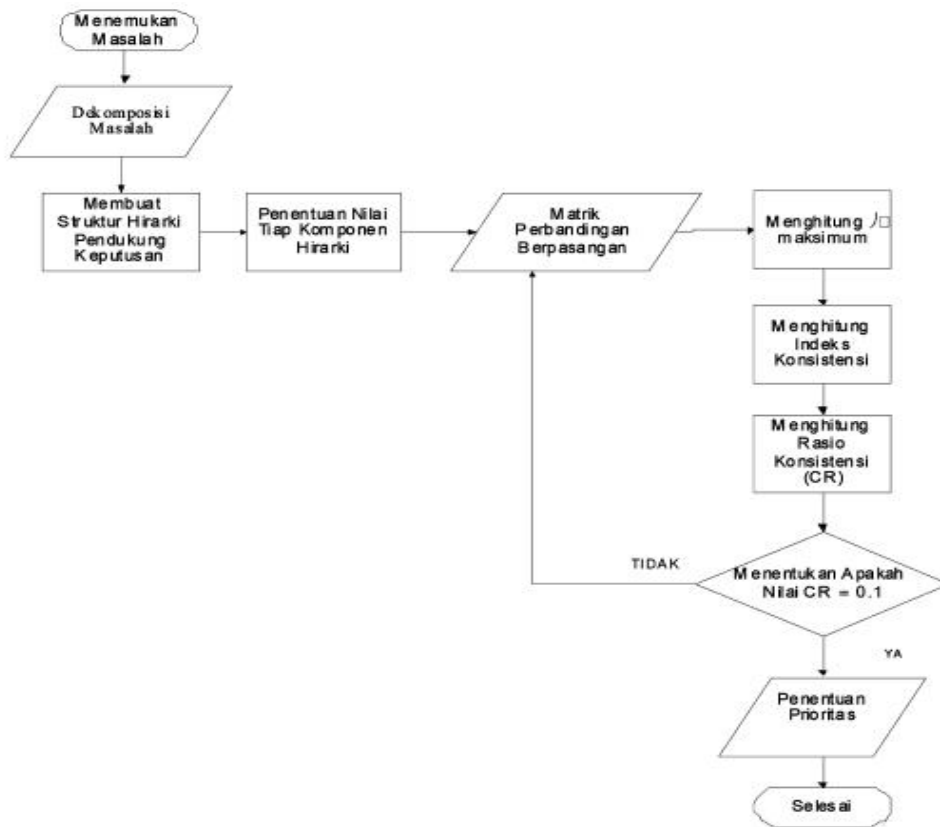 Menemukan
Masalah
Dekomposisi
Masalah
Membuat
Struktur Hirarki
Pendukung
Keputusan
Penentuan Nilai
Tiap Komponen
Hirarki
Matrik
Perbandingan
Berpasangan
Menghitung
maksimum
Menghitung
Indeks
Konsistensi
Menghitung
Rasio
Konsistensi
(CR)
Menentukan Apakah
Nilai CR = 0.1
TIDAK
YA
Penentuan
Prioritas
Selesai